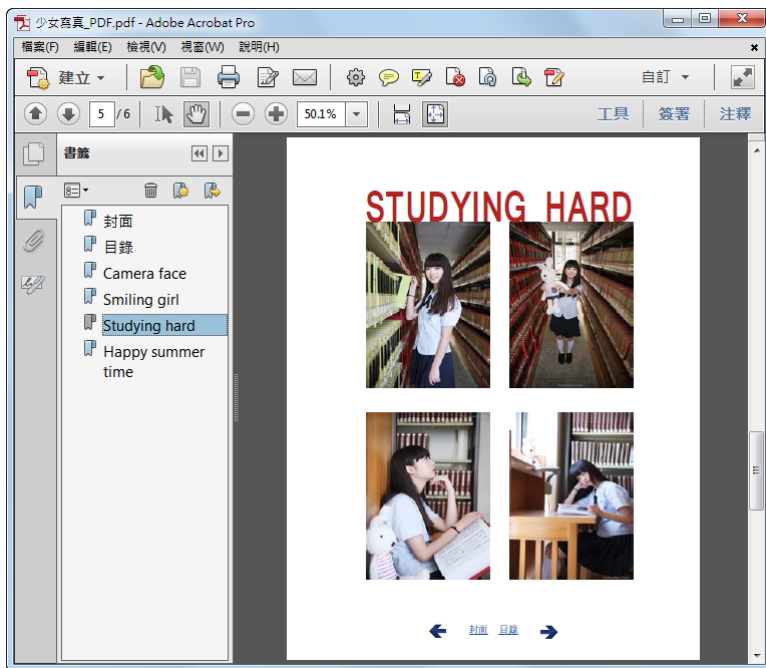 少女寫真_PDF.pdf - Adobe Acrobat Pro
檔案(F) 編輯(E) 檢視(V) 視窗(W) 說明(H)
建立 自訂
5 /6 50.1% 工具 簽署 注釋
書籤
封面
目錄
Camera face
Smiling girl
Studying hard
Happy summer
time
STUDYING HARD
封面 目錄